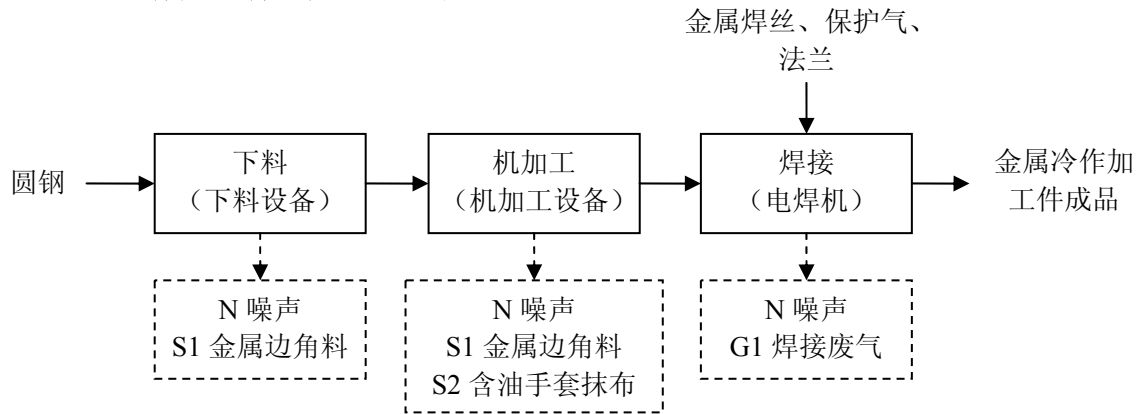 金属焊丝、保护气、
法兰
圆钢
下料
（下料设备）
机加工
（机加工设备）
焊接
（电焊机）
金属冷作加
工件成品
N 噪声
S1 金属边角料
N 噪声
S1 金属边角料
S2 含油手套抹布
N 噪声
G1 焊接废气